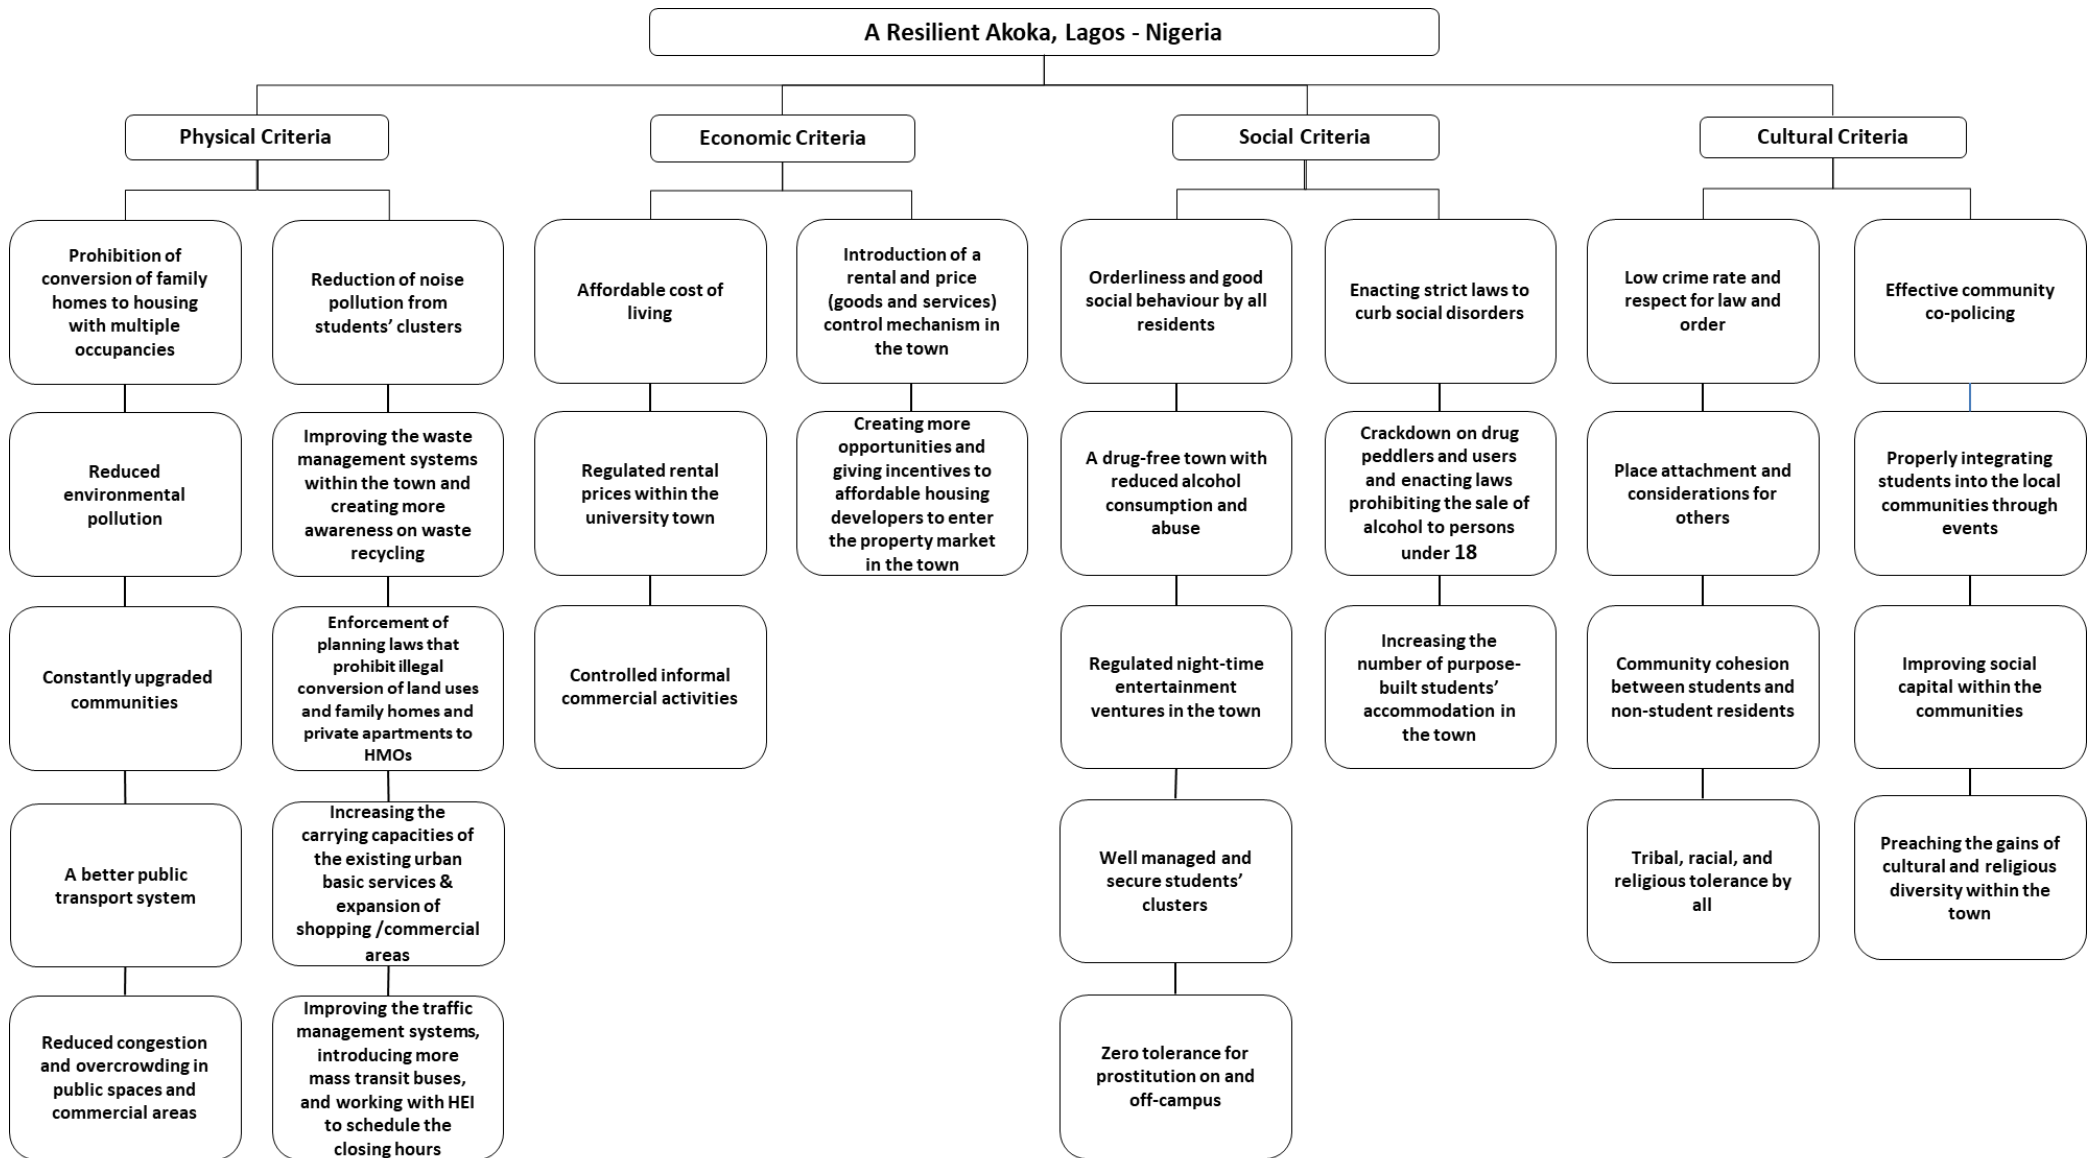 A Resilient Akoka, Lagos - Nigeria
Physical Criteria
Economic Criteria
Social Criteria
Cultural Criteria
Prohibition of
conversion of family
homes to housing
with multiple
occupancies
Reduced
environmental
pollution
Constantly upgraded
communities
A better public
transport system
Reduced congestion
and overcrowding in
public spaces and
commercial areas
Reduction of noise
pollution from
students’ clusters
Improving the waste
management systems
within the town and
creating more
awareness on waste
recycling
Enforcement of
planning laws that
prohibit illegal
conversion of land uses
and family homes and
private apartments to
HMOs
Increasing the
carrying capacities of
the existing urban
basic services &
expansion of
shopping /commercial
areas
Improving the traffic
management systems,
introducing more
mass transit buses,
and working with HEI
to schedule the
closing hours
Affordable cost of
living
Regulated rental
prices within the
university town
Controlled informal
commercial activities
Introduction of a
rental and price
(goods and services)
control mechanism in
the town
Creating more
opportunities and
giving incentives to
affordable housing
developers to enter
the property market
in the town
Orderliness and good
social behaviour by all
residents
A drug-free town with
reduced alcohol
consumption and
abuse
Regulated night-time
entertainment
ventures in the town
Well managed and
secure students’
clusters
Zero tolerance for
prostitution on and
off-campus
Enacting strict laws to
curb social disorders
Crackdown on drug
peddlers and users
and enacting laws
prohibiting the sale of
alcohol to persons
under 18
Increasing the
number of purpose-
built students’
accommodation in
the town
Low crime rate and
respect for law and
order
Place attachment and
considerations for
others
Community cohesion
between students and
non-student residents
Tribal, racial, and
religious tolerance by
all
Effective community
co-policing
Properly integrating
students into the local
communities through
events
Improving social
capital within the
communities
Preaching the gains of
cultural and religious
diversity within the
town